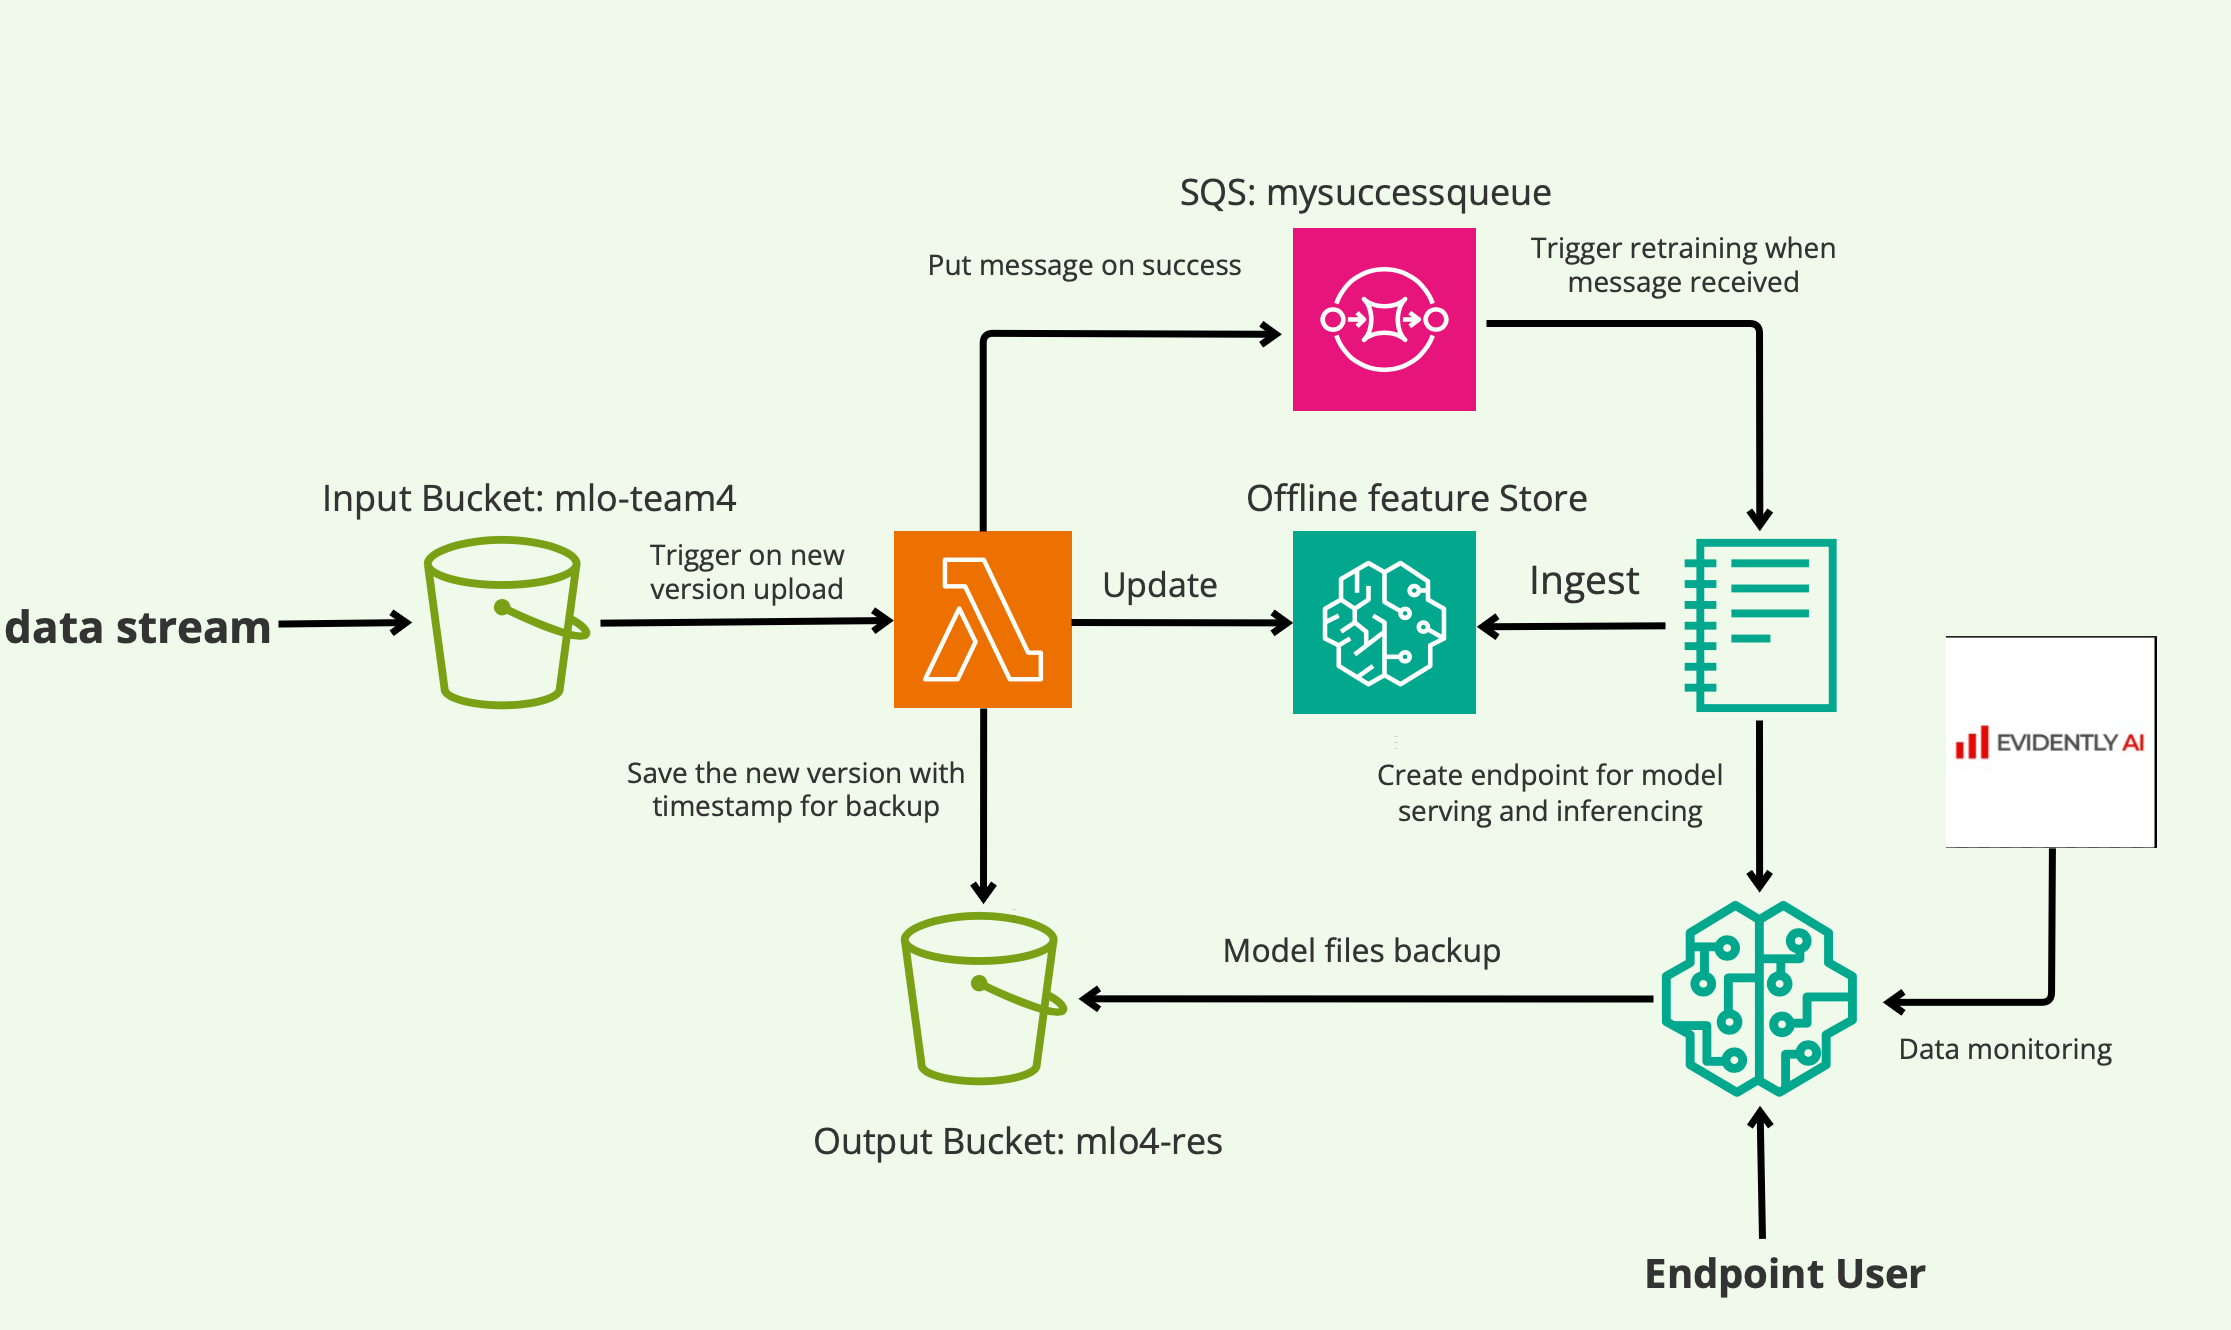 SQS: mysuccessqueue
Put message on success
Trigger retraining when
message received
Input Bucket: mlo-team4
Offline feature Store
Trigger on new
version upload
Update
Ingest
data stream
EVIDENTLY AI
Save the new version with
timestamp for backup
Create endpoint for model
serving and inferencing
Model files backup
Data monitoring
Output Bucket: mlo4-res
Endpoint User